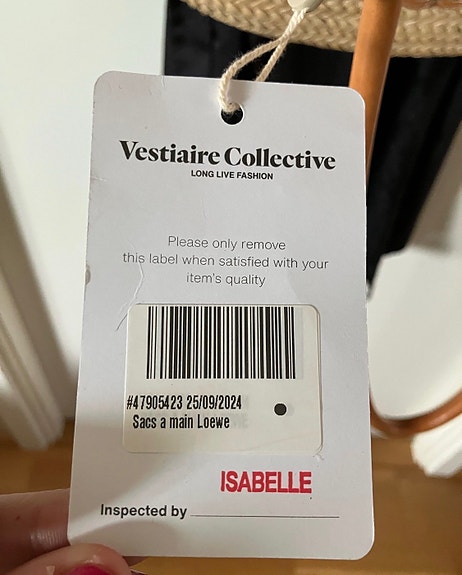 Vestiaire Collective
LONG LIVE FASHION
Please only remove
this label when satisfied with your
item's quality
#47905423 25/09/2024
Sacs a main Loewe
ISABELLE
Inspected by